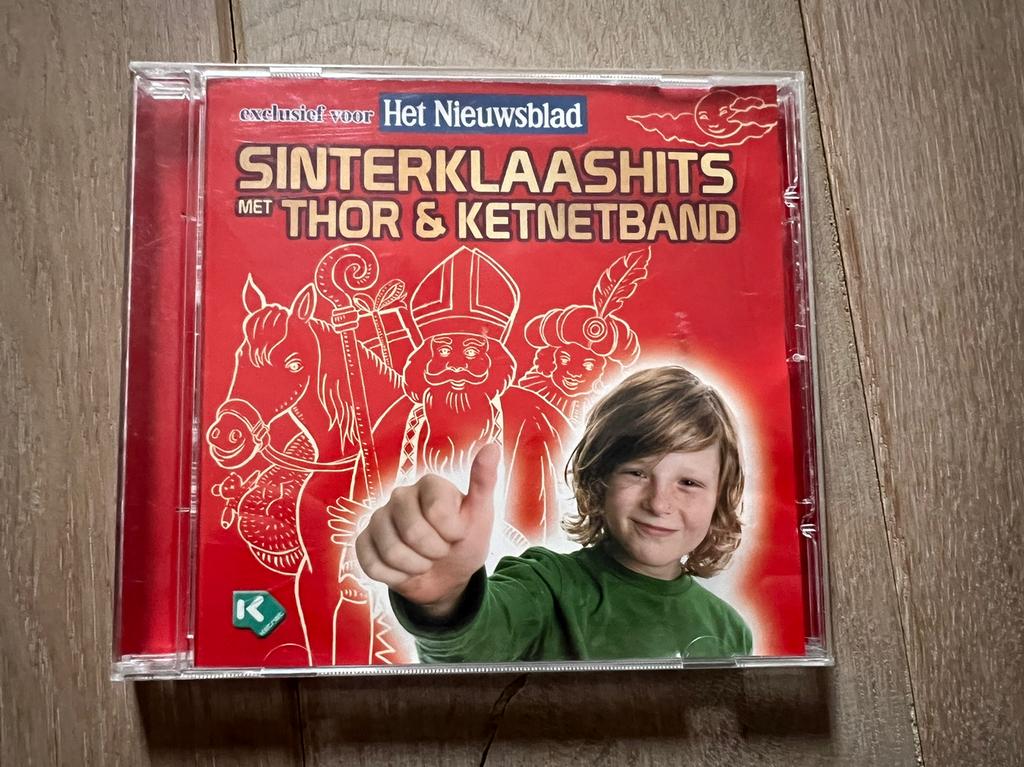 exclusief voor Het Nieuwsblad
SINTERKLAASHITS
MET THOR & KETNETBAND
K